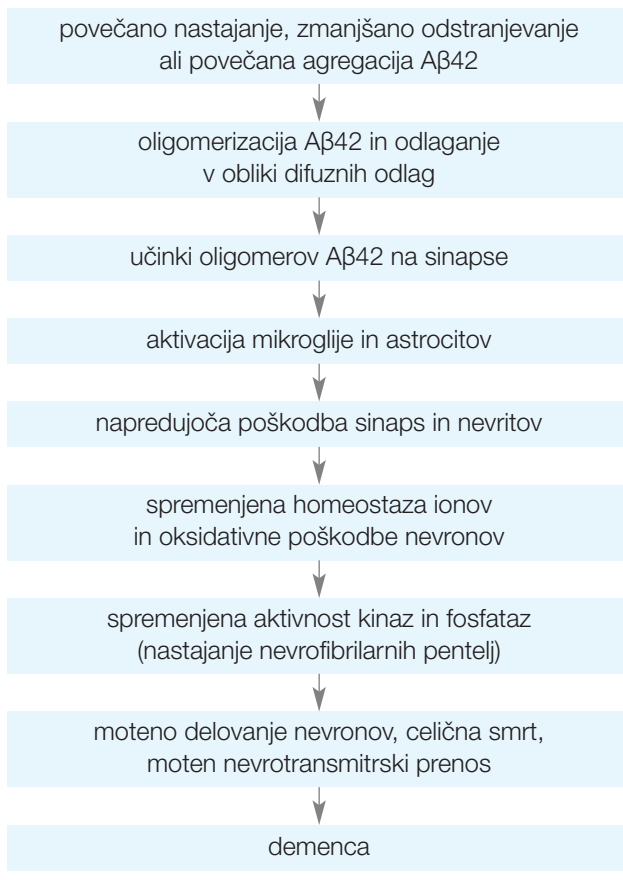 povečano nastajanje, zmanjšano odstranjevanje
ali povečana agregacija Aβ42
oligomerizacija Aβ42 in odlaganje
v obliki difuznih odlag
učinki oligomerov Aβ42 na sinapse
aktivacija mikroglije in astrocitov
napredujoča poškodba sinaps in nevritov
spremenjena homeostaza ionov
in oksidativne poškodbe nevronov
spremenjena aktivnost kinaz in fosfataz
(nastajanje nevrofibrilarnih pentelj)
moteno delovanje nevronov, celična smrt,
moten nevrotransmitrski prenos
demenca